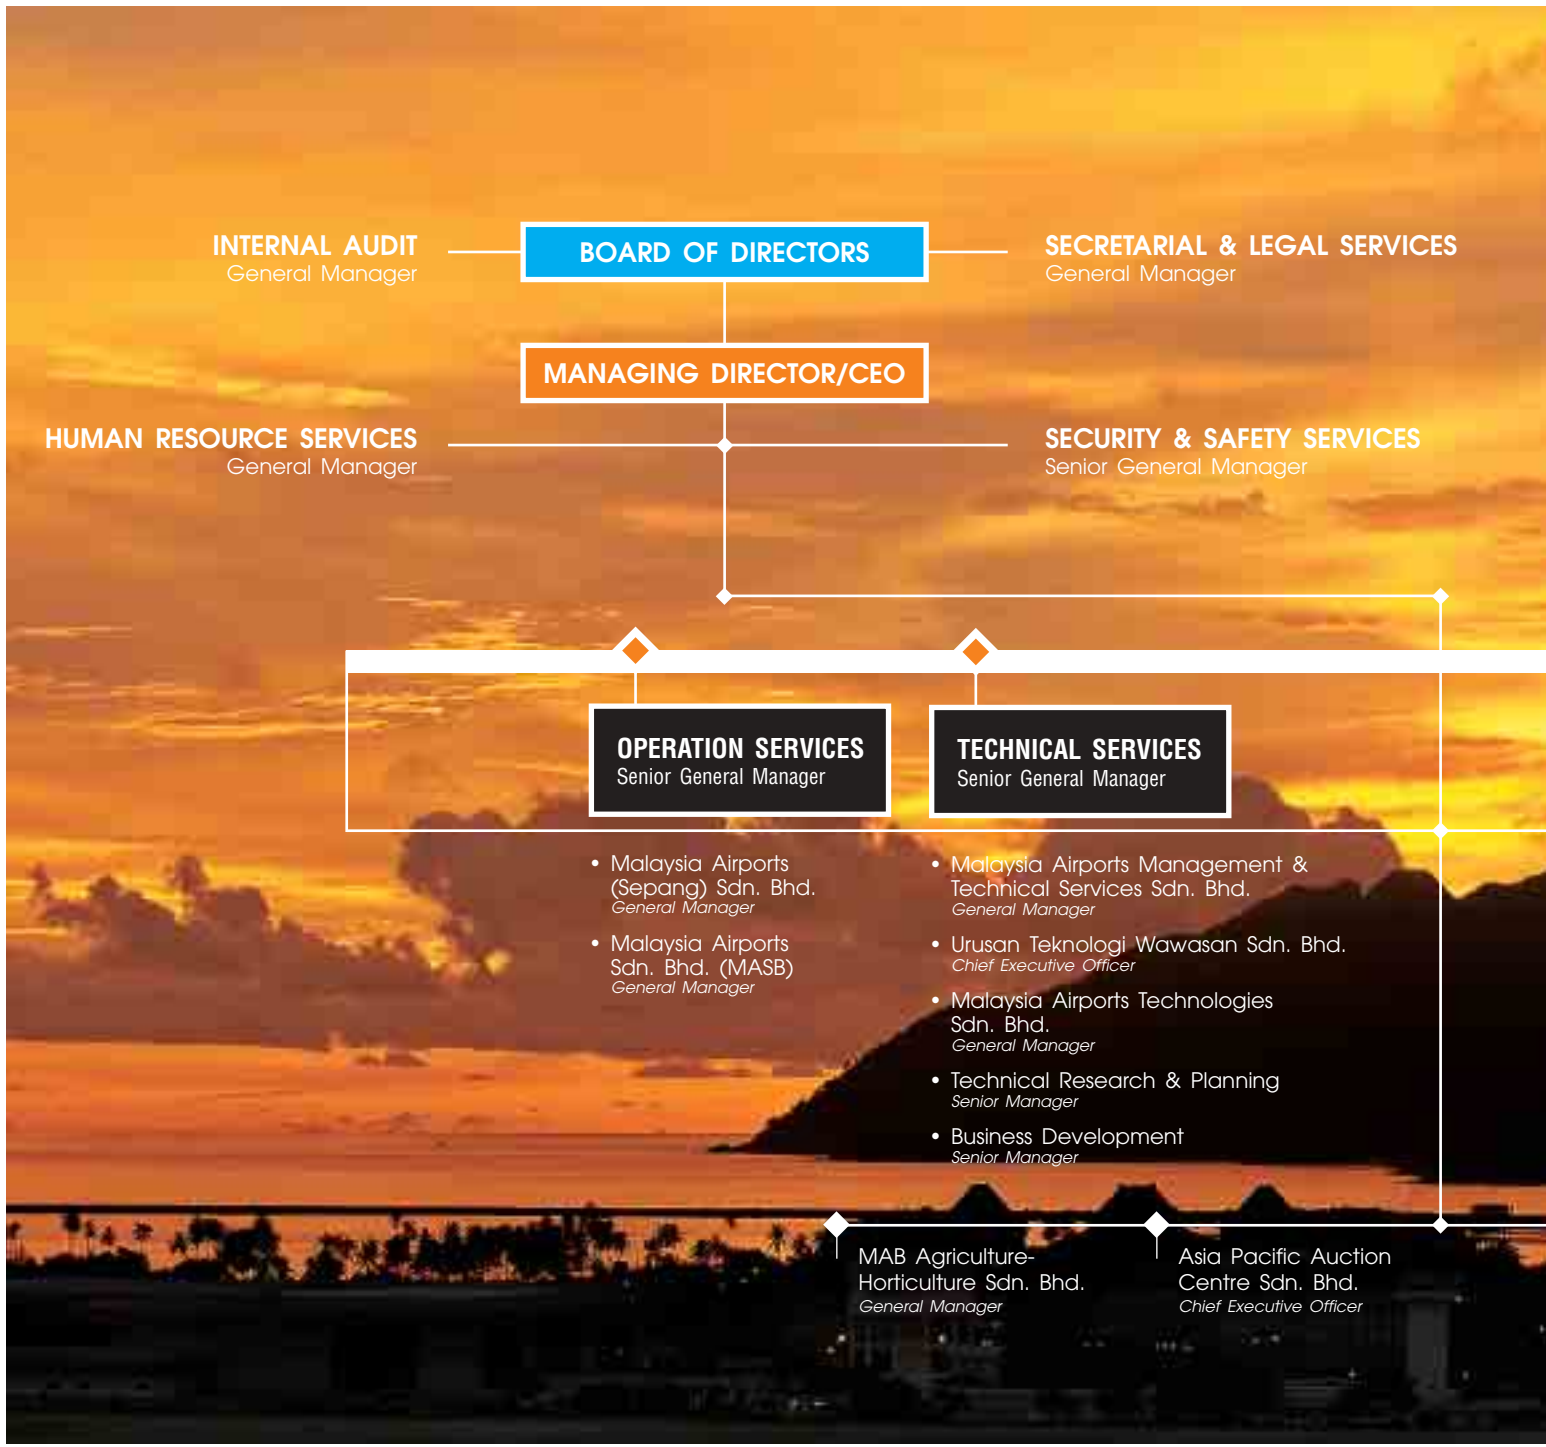 INTERNAL AUDIT
General Manager
BOARD OF DIRECTORS
SECRETARIAL & LEGAL SERVICES
General Manager
MANAGING DIRECTOR/CEO
HUMAN RESOURCE SERVICES
General Manager
SECURITY & SAFETY SERVICES
Senior General Manager
OPERATION SERVICES
Senior General Manager
• Malaysia Airports
(Sepang) Sdn. Bhd.
General Manager
• Malaysia Airports
Sdn. Bhd. (MASB)
General Manager
TECHNICAL SERVICES
Senior General Manager
• Malaysia Airports Management &
Technical Services Sdn. Bhd.
General Manager
• Urusan Teknologi Wawasan Sdn. Bhd.
Chief Executive Officer
• Malaysia Airports Technologies
Sdn. Bhd.
General Manager
• Technical Research & Planning
Senior Manager
• Business Development
Senior Manager
MAB Agriculture-
Horticulture Sdn. Bhd.
General Manager
Asia Pacific Auction
Centre Sdn. Bhd.
Chief Executive Officer